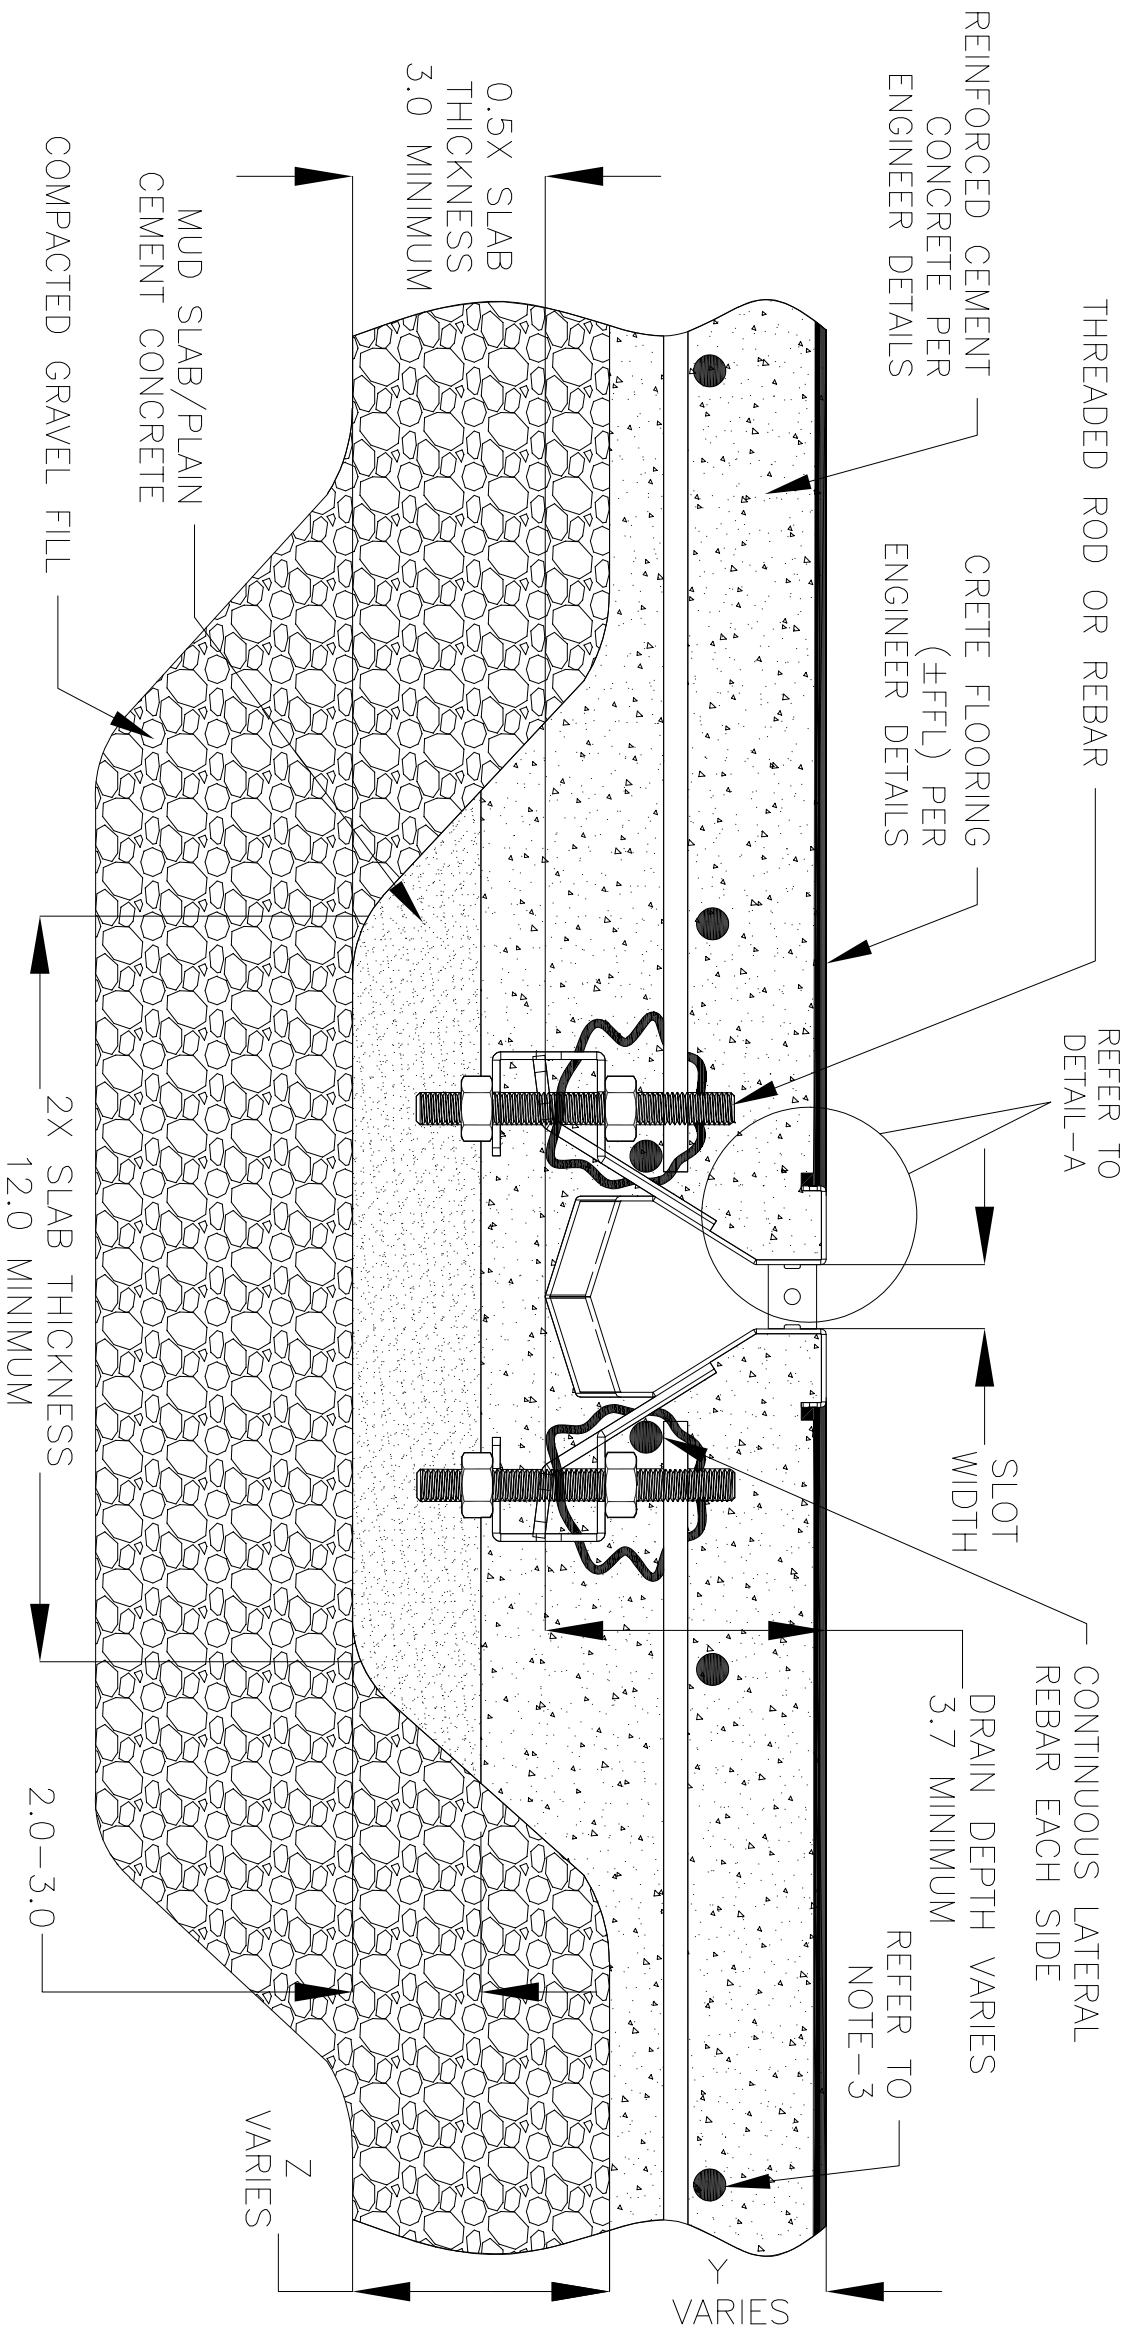 REINFORCED CEMENT
CONCRETE PER
ENGINEER DETAILS
THREADED ROD OR REBAR
CRETE FLOORING
(±FFL) PER
ENGINEER DETAILS
REFER TO
DETAIL-A
SLOT
WIDTH
CONTINUOUS LATERAL
REBAR EACH SIDE
DRAIN DEPTH VARIES
3.7 MINIMUM
REFER TO
NOTE-3
Y
VARIES
Z
VARIES
0.5X SLAB
THICKNESS
3.0 MINIMUM
MUD SLAB/PLAIN
CEMENT CONCRETE
COMPACTED GRAVEL FILL
2X SLAB THICKNESS
12.0 MINIMUM
2.0-3.0